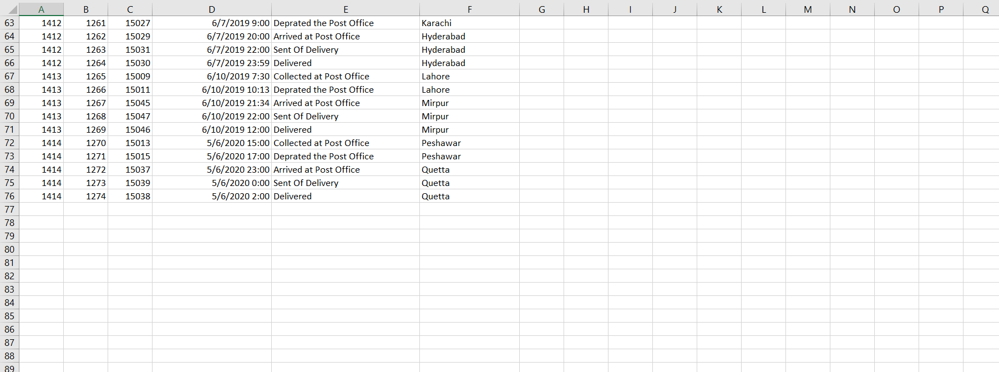 A B C D E F G H I J K L M N O P Q
63 1412 1261 15027 6/7/2019 9:00 Deprated the Post Office Karachi
64 1412 1262 15029 6/7/2019 20:00 Arrived at Post Office Hyderabad
65 1412 1263 15031 6/7/2019 22:00 Sent Of Delivery Hyderabad
66 1412 1264 15030 6/7/2019 23:59 Delivered Hyderabad
67 1413 1265 15009 6/10/2019 7:30 Collected at Post Office Lahore
68 1413 1266 15011 6/10/2019 10:13 Deprated the Post Office Lahore
69 1413 1267 15045 6/10/2019 21:34 Arrived at Post Office Mirpur
70 1413 1268 15047 6/10/2019 22:00 Sent Of Delivery Mirpur
71 1413 1269 15046 6/10/2019 12:00 Delivered Mirpur
72 1414 1270 15013 5/6/2020 15:00 Collected at Post Office Peshawar
73 1414 1271 15015 5/6/2020 17:00 Deprated the Post Office Peshawar
74 1414 1272 15037 5/6/2020 23:00 Arrived at Post Office Quetta
75 1414 1273 15039 5/6/2020 0:00 Sent Of Delivery Quetta
76 1414 1274 15038 5/6/2020 2:00 Delivered Quetta
77
78
79
80
81
82
83
84
85
86
87
88
89